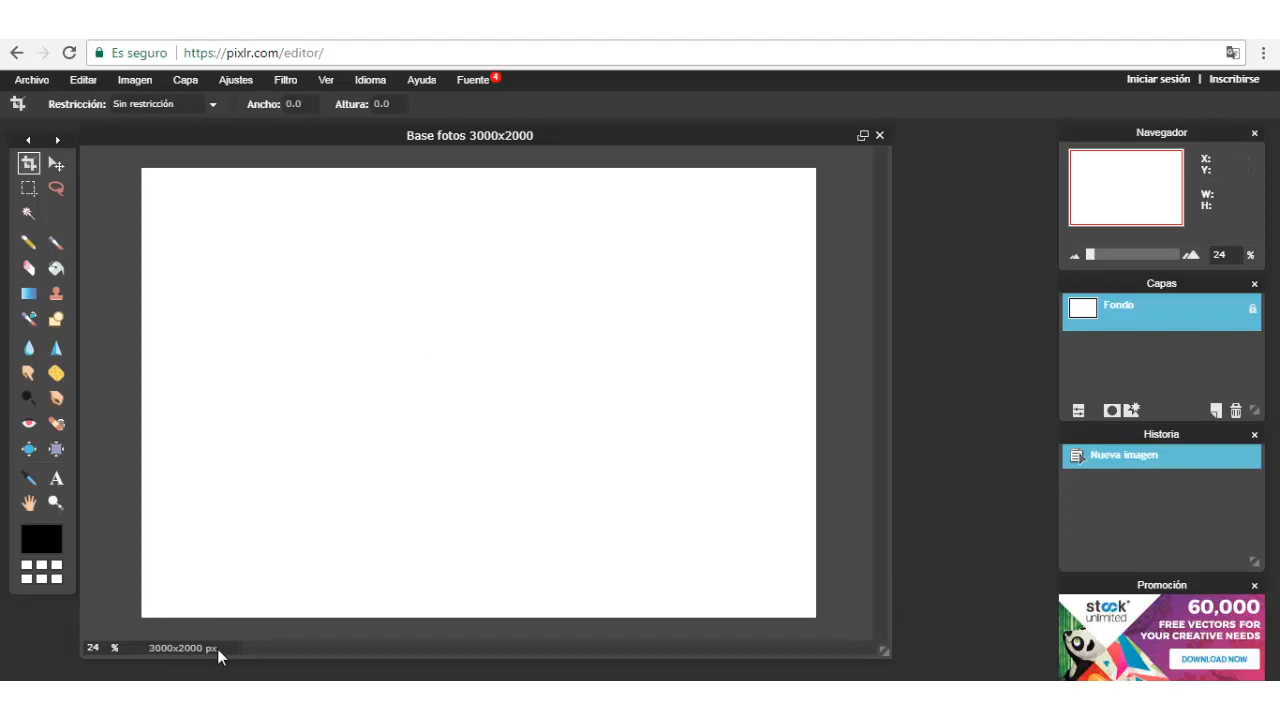 Es seguro https://pixlr.com/editor/
Archivo Editar Imagen Capa Ajustes Filtro Ver Idioma Ayuda Fuente 4 Iniciar sesión | Inscribirse
Restricción: Sin restricción Ancho: 0.0 Altura: 0.0
Base fotos 3000x2000
Navegador
X:
Y:
W:
H:
24 %
Capas
Fondo
Historia
Nueva imagen
A
Promoción
stock
unlimited
60,000
FREE VECTORS FOR
YOUR CREATIVE NEEDS
DOWNLOAD NOW
24 % 3000x2000 px